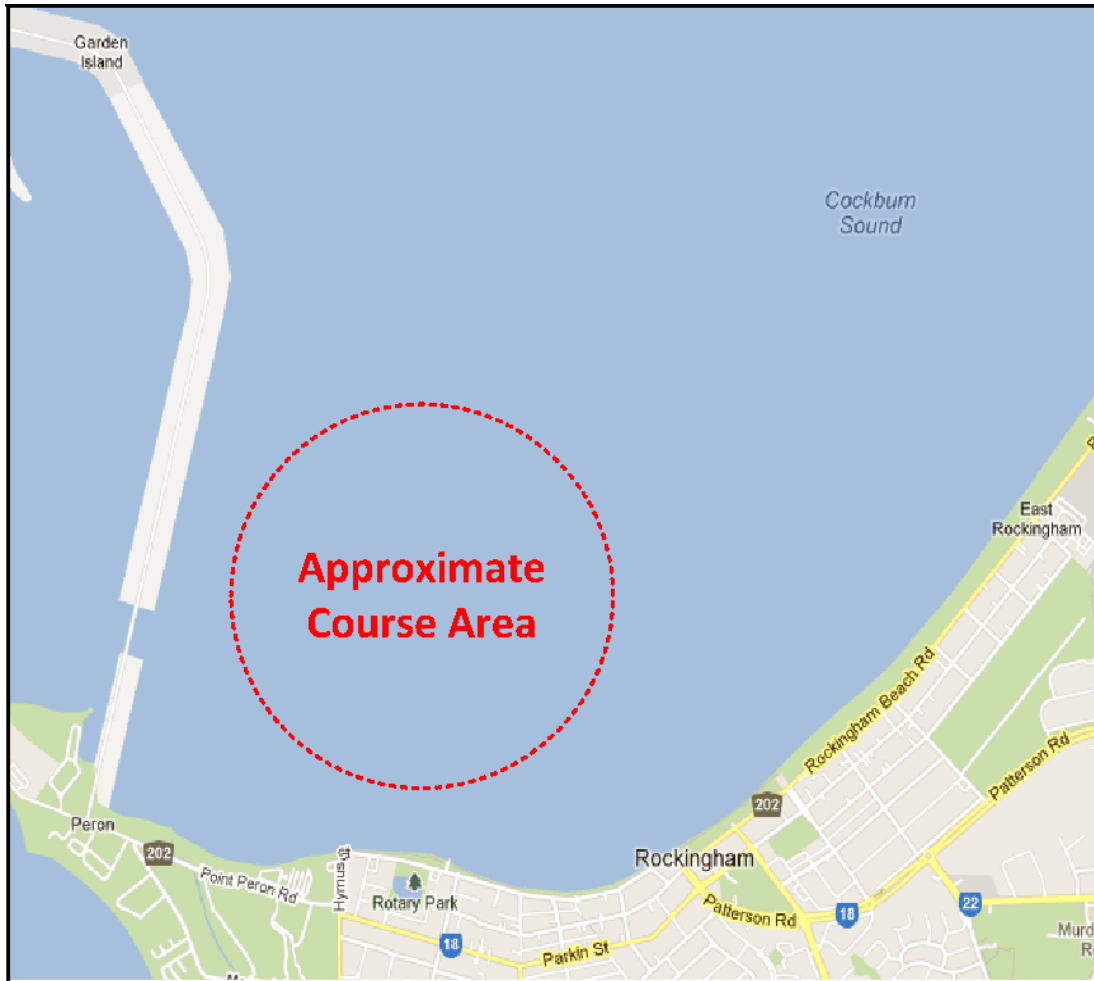 Garden
Island
Cockburn
Sound
Approximate
Course Area
East
Rockingham
Rockingham Beach Rd
Patterson Rd
202
Peron
202
Point Peron Rd
Hymus St
Rotary Park
Rockingham
Patterson Rd
18
22
18
Parkin St
Murd